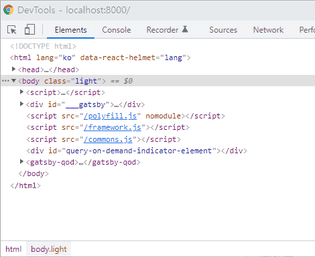 DevTools - localhost:8000/
Elements Console Recorder Sources
<!DOCTYPE html>
<html lang="ko" data-react-helmet="lang">
<head>…</head>
<body class="light"> == $0
<script>…</script>
<div id="___gatsby">…</div>
<script src="/polyfill.js" nomodule></script>
<script src="/framework.js"></script>
<script src="/commons.js"></script>
<div id="query-on-demand-indicator-element"></div>
<gatsby-qod>…</gatsby-qod>
</body>
</html>
html body.light